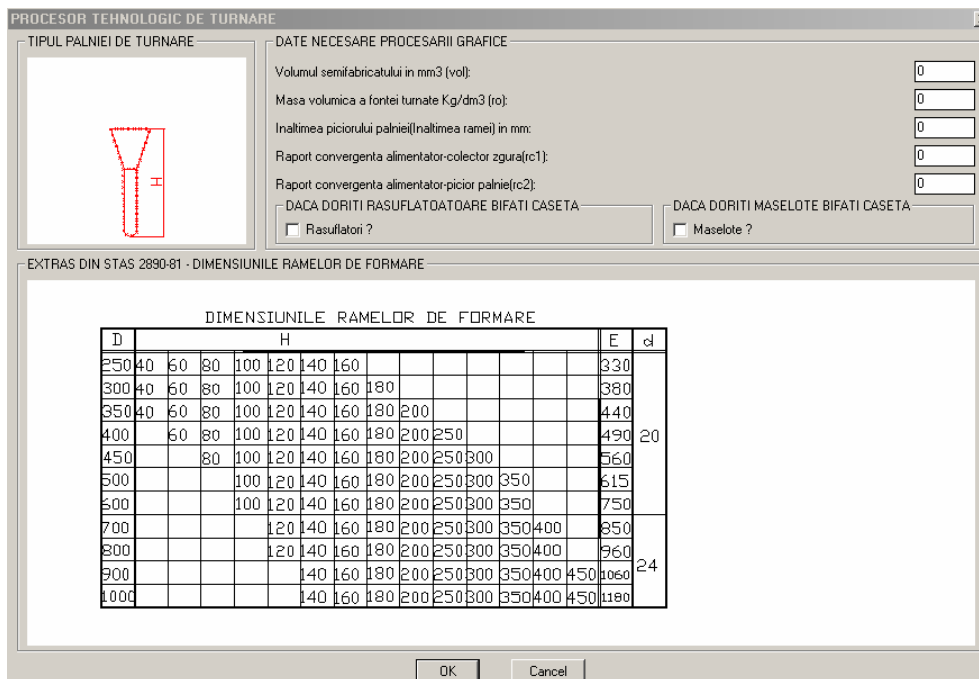 PROCESOR TEHNOLOGIC DE TURNARE
TIPUL PALNIEI DE TURNARE
H
DATE NECESARE PROCESARII GRAFICE
Volumul semifabricatului in mm3 (vol): 0
Masa volumica a fontei turnate Kg/dm3 (ro): 0
Inaltimea piciorului palniei(Inaltimea ramei) in mm: 0
Raport convergenta alimentator-colector zgura(rc1): 0
Raport convergenta alimentator-picior palnie(rc2): 0
DACA DORITI RASUFLATOATOARE BIFATI CASETA
Rasuflatori ?
DACA DORITI MASELOTE BIFATI CASETA
Maselote ?
EXTRAS DIN STAS 2890-81 - DIMENSIUNILE RAMELOR DE FORMARE
DIMENSIUNILE RAMELOR DE FORMARE
D H E d
250 40 60 80 100 120 140 160 330
300 40 60 80 100 120 140 160 180 380
350 40 60 80 100 120 140 160 180 200 440
400 60 80 100 120 140 160 180 200 250 490 20
450 80 100 120 140 160 180 200 250 300 560
500 100 120 140 160 180 200 250 300 350 615
600 100 120 140 160 180 200 250 300 350 750
700 120 140 160 180 200 250 300 350 400 850
800 120 140 160 180 200 250 300 350 400 960
900 140 160 180 200 250 300 350 400 450 1060 24
1000 140 160 180 200 250 300 350 400 450 1180
OK Cancel